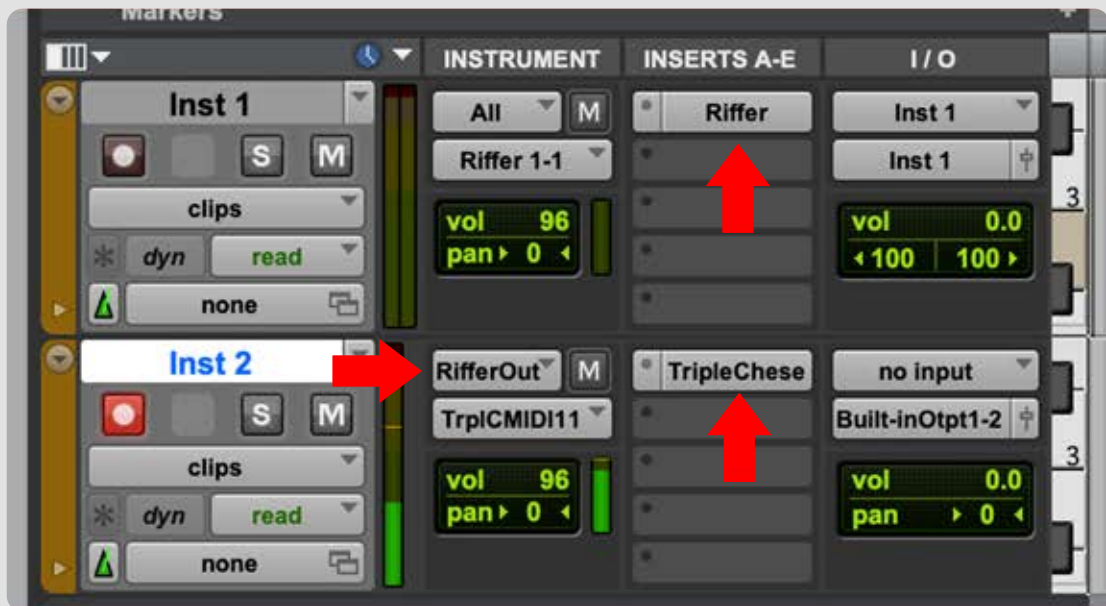 Markers
INSTRUMENT INSERTS A-E I / O
Inst 1 All M Riffer Inst 1
S M Riffer 1-1 Inst 1
clips
vol 96 vol 0.0
dyn read pan 0 100 100
none
3
Inst 2 RifferOut M TripleChese no input
S M TrplCMIDI11 Built-inOtpt1-2
clips
3
vol 96 vol 0.0
dyn read pan 0 pan 0
none